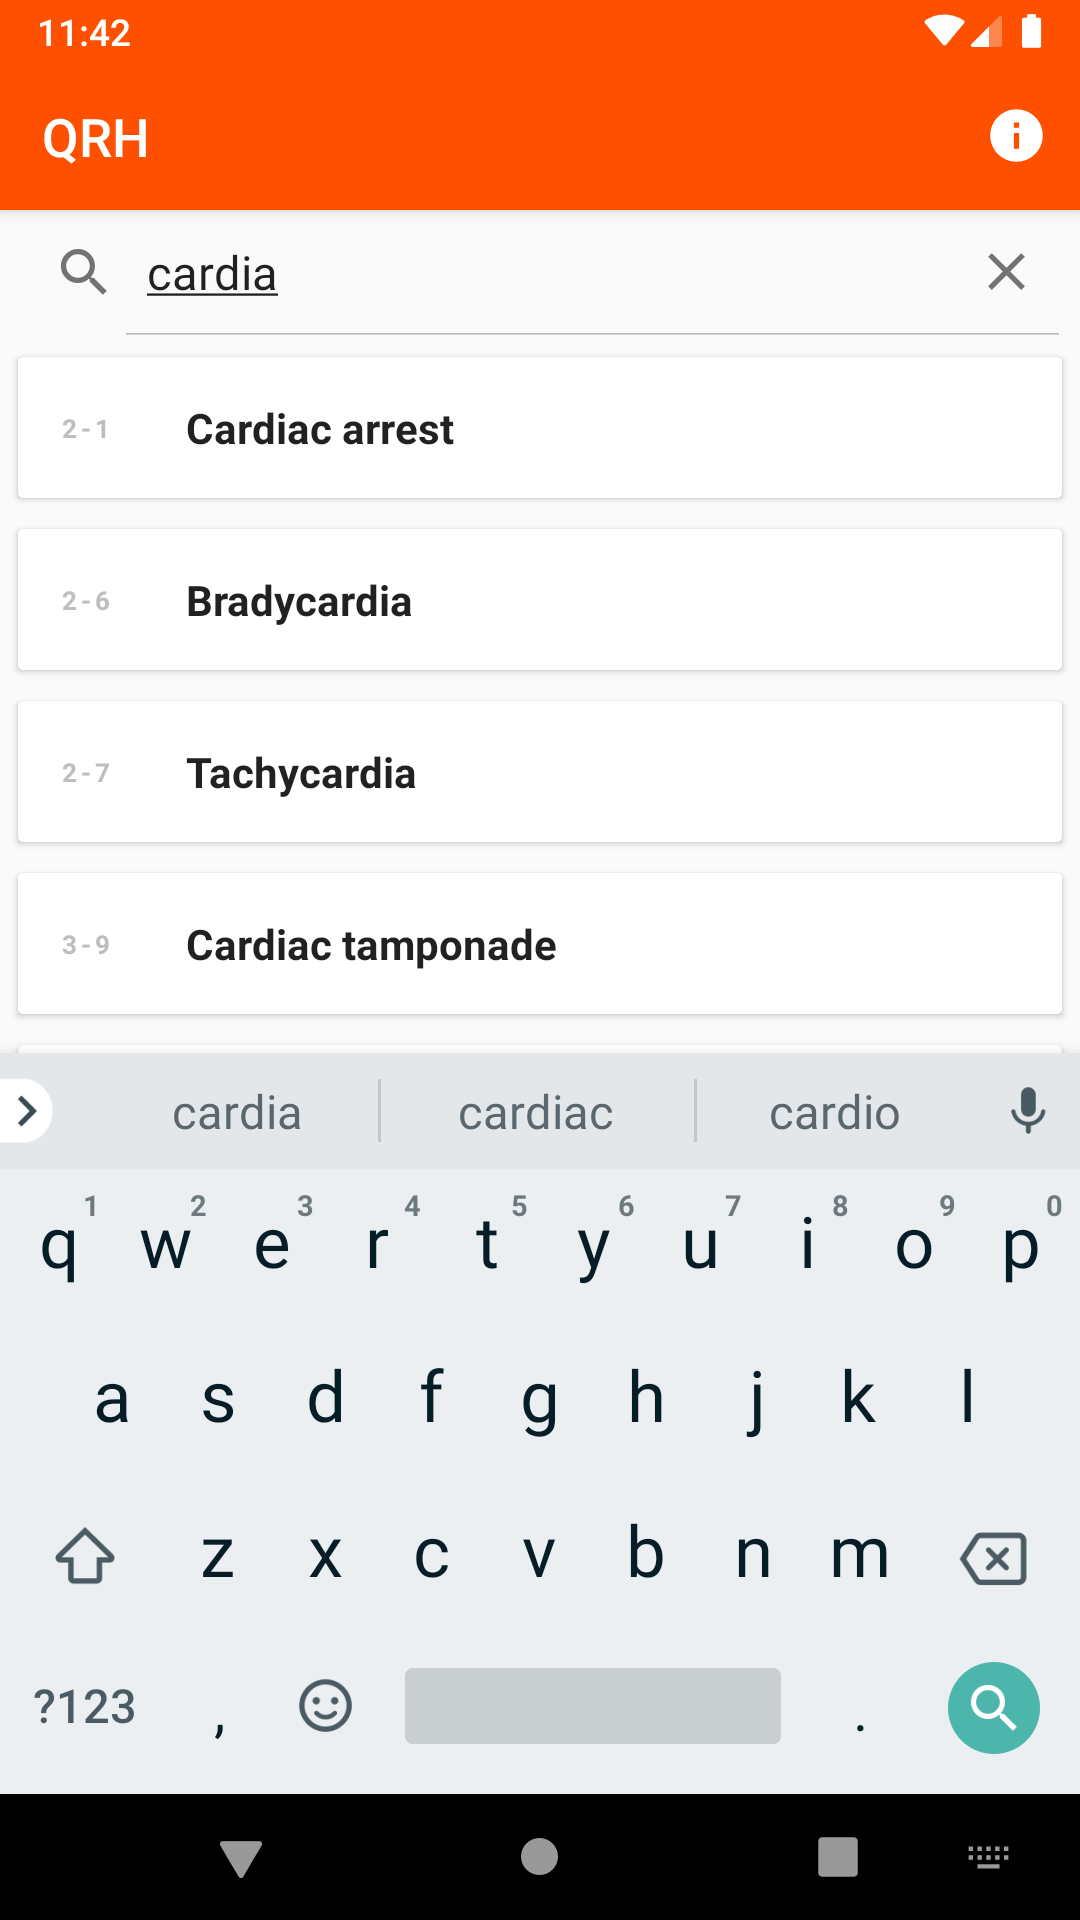 11:42
QRH
cardia
2-1 Cardiac arrest
2-6 Bradycardia
2-7 Tachycardia
3-9 Cardiac tamponade
cardia cardiac cardio
1 2 3 4 5 6 7 8 9 0
q w e r t y u i o p
a s d f g h j k l
z x c v b n m
?123 , .